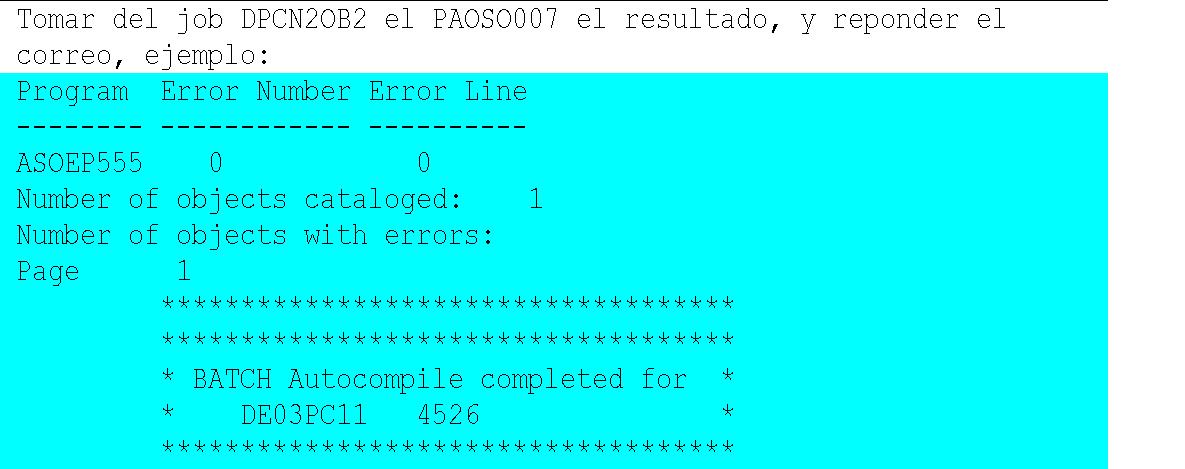 Tomar del job DPCN2OB2 el PAOSO007 el resultado, y reponder el
correo, ejemplo:
Program  Error Number Error Line
-------- ------------ ----------
ASOEP555    0            0
Number of objects cataloged:    1
Number of objects with errors:
Page      1
************************************
************************************
* BATCH Autocompile completed for  *
*    DE03PC11   4526               *
************************************